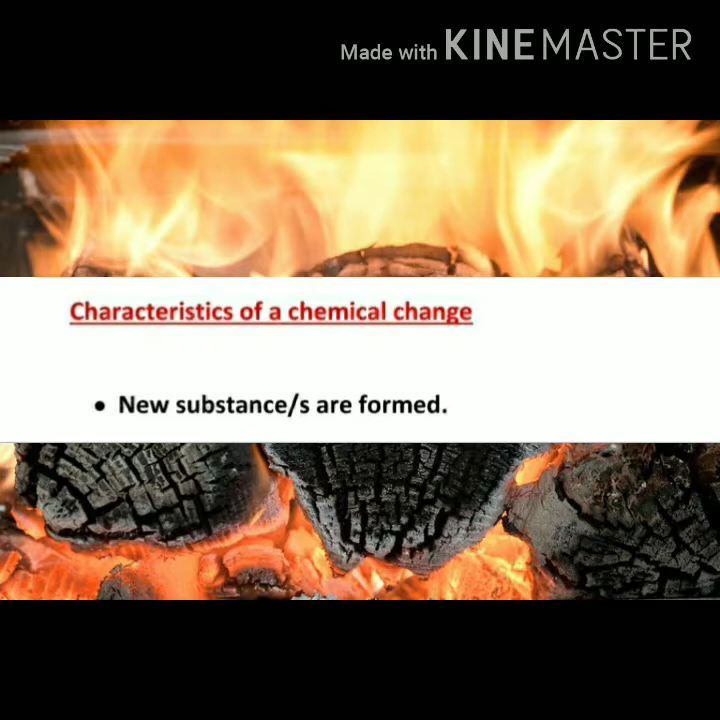 Made with KINEMASTER
Characteristics of a chemical change
• New substance/s are formed.